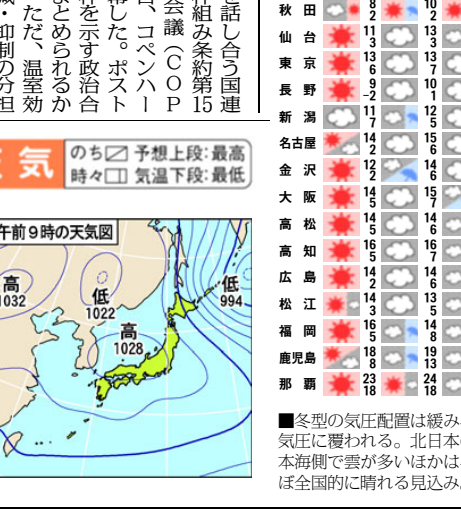 を話し合う国連
枠組み条約第15
会議（ＣＯＰ
日、コペンハー
幕した。ポスト
枠を示す政治合
まとめられるか
ただ、温室効
減・抑制の分担
天気
のち 予想上段:最高
時々 気温下段:最低
午前９時の天気図
高
1032
低
1022
高
1028
低
994
秋田 8 2 10 2
仙台 11 3 13 3
東京 13 6 13 7
長野 9 -2 10 1
新潟 11 7 12 5
名古屋 14 2 15 6
金沢 12 2 14 6
大阪 14 5 15 7
高松 14 5 14 6
高知 16 5 16 7
広島 14 2 14 6
松江 14 3 13 5
福岡 16 5 14 8
鹿児島 18 8 19 13
那覇 23 18 24 18
■冬型の気圧配置は緩み
気圧に覆われる。北日本
本海側で雲が多いほかは
ぼ全国的に晴れる見込み